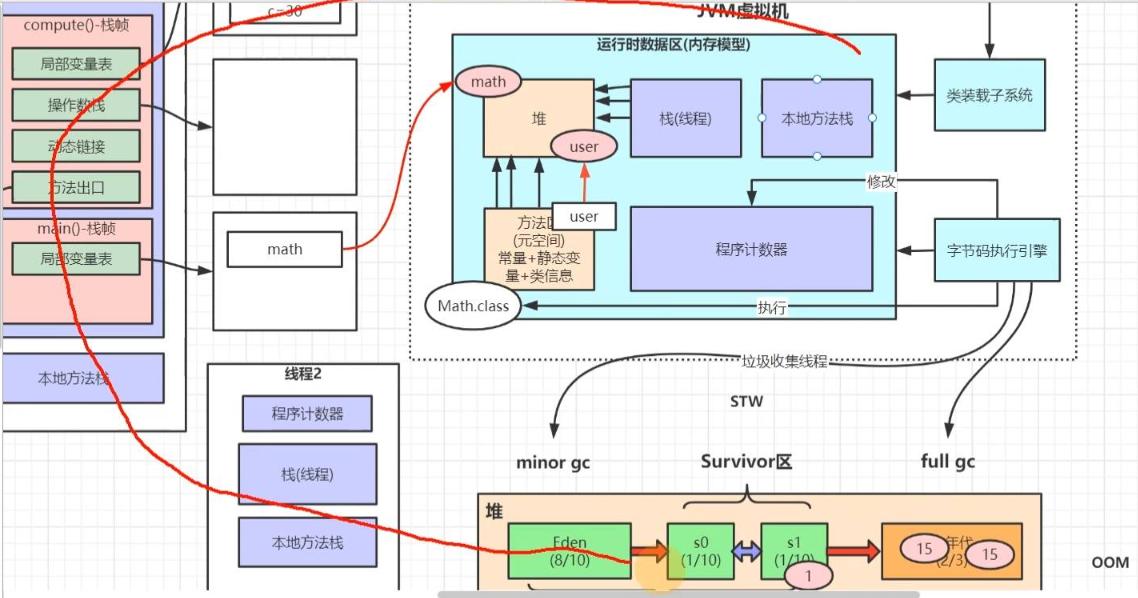 compute()-栈帧
局部变量表
操作数栈
动态链接
方法出口
main()-栈帧
局部变量表
本地方法栈
c=30
math
线程2
程序计数器
栈(线程)
本地方法栈
JVM虚拟机
运行时数据区(内存模型)
math
堆
user
栈(线程)
本地方法栈
类装载子系统
修改
user
方法区
(元空间)
常量+静态变
量+类信息
程序计数器
字节码执行引擎
Math.class
执行
垃圾收集线程
STW
minor gc
Survivor区
full gc
堆
Eden
(8/10)
s0
(1/10)
s1
(1/10)
1
15
年代
(2/3)
15
OOM